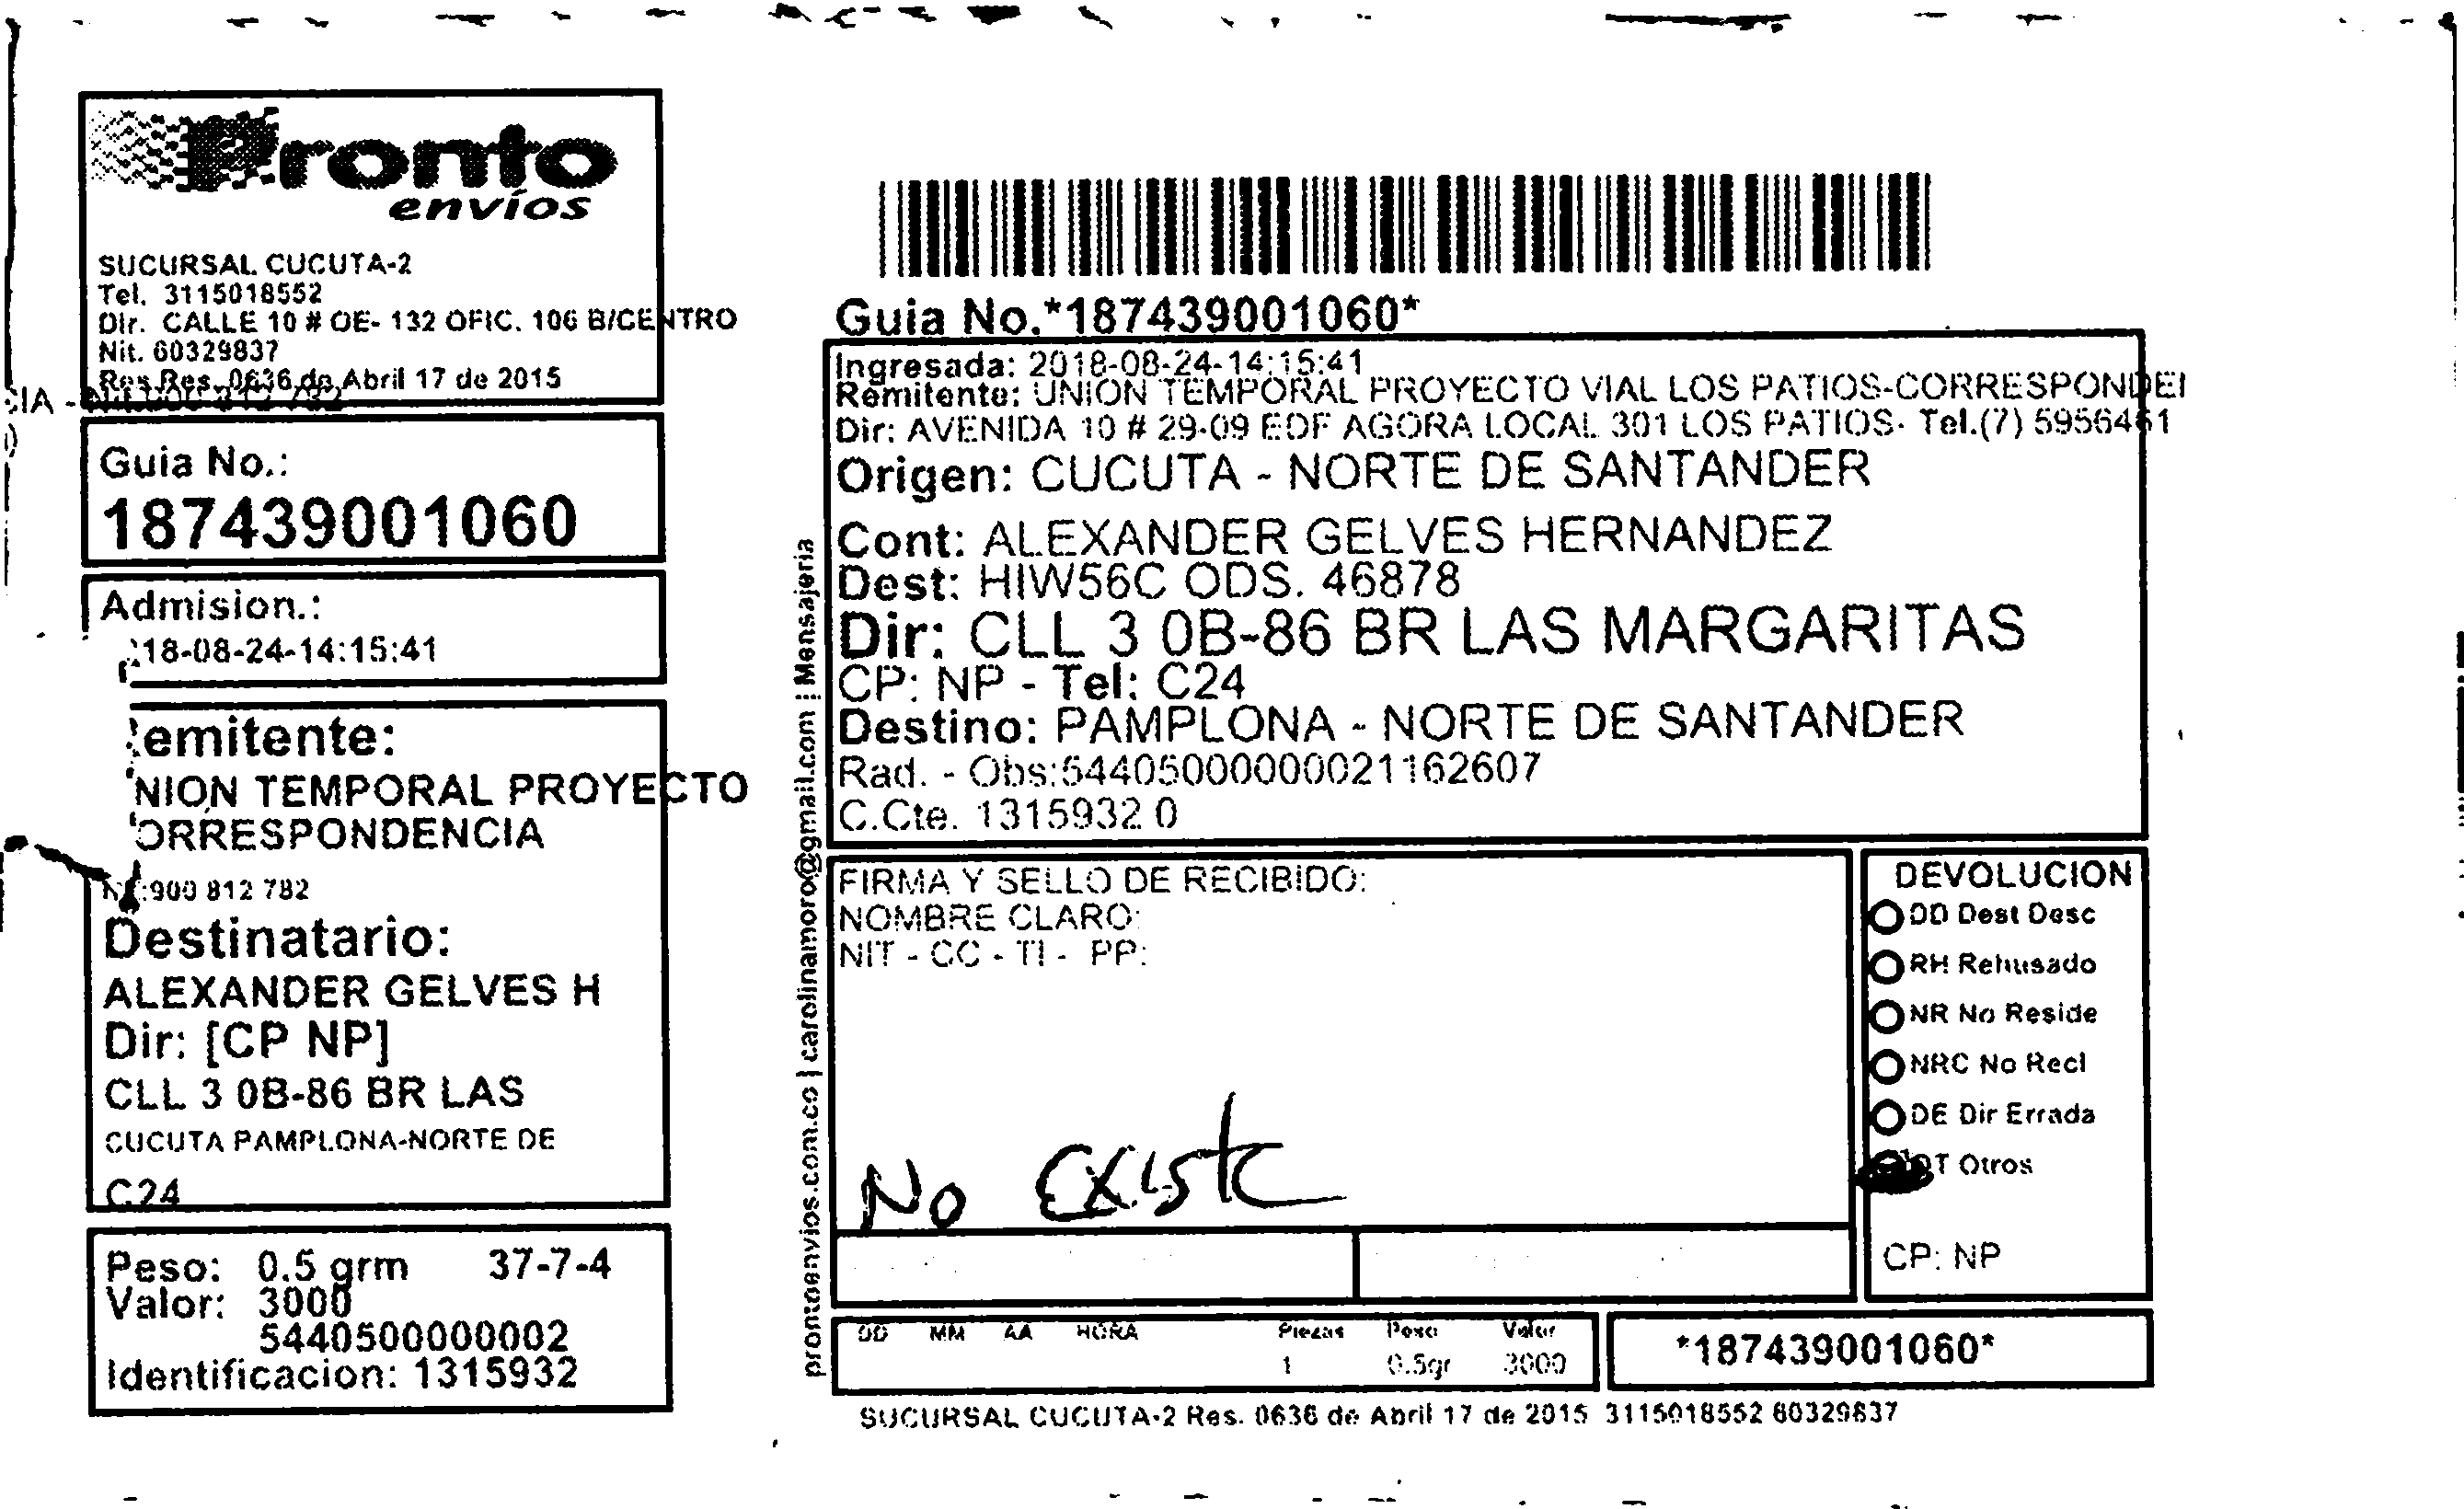 Pronto
envíos
SUCURSAL CUCUTA-2
Tel. 3115018552
Dir. CALLE 10 # OE- 132 OFIC. 106 B/CENTRO
Nit. 60329837
Res.Res. 0636 de Abril 17 de 2015
Guia No.:
187439001060
Admision.:
18-08-24-14:15:41
emitente:
NION TEMPORAL PROYECTO
ORRESPONDENCIA
:900 812 782
Destinatario:
ALEXANDER GELVES H
Dir: [CP NP]
CLL 3 0B-86 BR LAS
CUCUTA PAMPLONA-NORTE DE
C24
Peso: 0.5 grm 37-7-4
Valor: 3000
5440500000002
Identificacion: 1315932
prontoenvios.com.co | carolinamoro@gmail.com | Mensajeria
Guia No.*187439001060*
Ingresada: 2018-08-24-14:15:41
Remitente: UNION TEMPORAL PROYECTO VIAL LOS PATIOS-CORRESPONDEI
Dir: AVENIDA 10 # 29-09 EDF AGORA LOCAL 301 LOS PATIOS- Tel.(7) 5956461
Origen: CUCUTA - NORTE DE SANTANDER
Cont: ALEXANDER GELVES HERNANDEZ
Dest: HIW56C ODS. 46878
Dir: CLL 3 0B-86 BR LAS MARGARITAS
CP: NP - Tel: C24
Destino: PAMPLONA - NORTE DE SANTANDER
Rad. - Obs:544050000000021162607
C.Cte. 1315932 0
FIRMA Y SELLO DE RECIBIDO:
NOMBRE CLARO:
NIT - CC - TI - PP:
No Existe
DEVOLUCION
DD Dest Desc
RH Rehusado
NR No Reside
NRC No Recl
DE Dir Errada
OT Otros
CP: NP
DD MM AA HORA Piezas Peso Valor
1 0.5gr 3000
*187439001060*
SUCURSAL CUCUTA-2 Res. 0636 de Abril 17 de 2015 3115018552 60329837